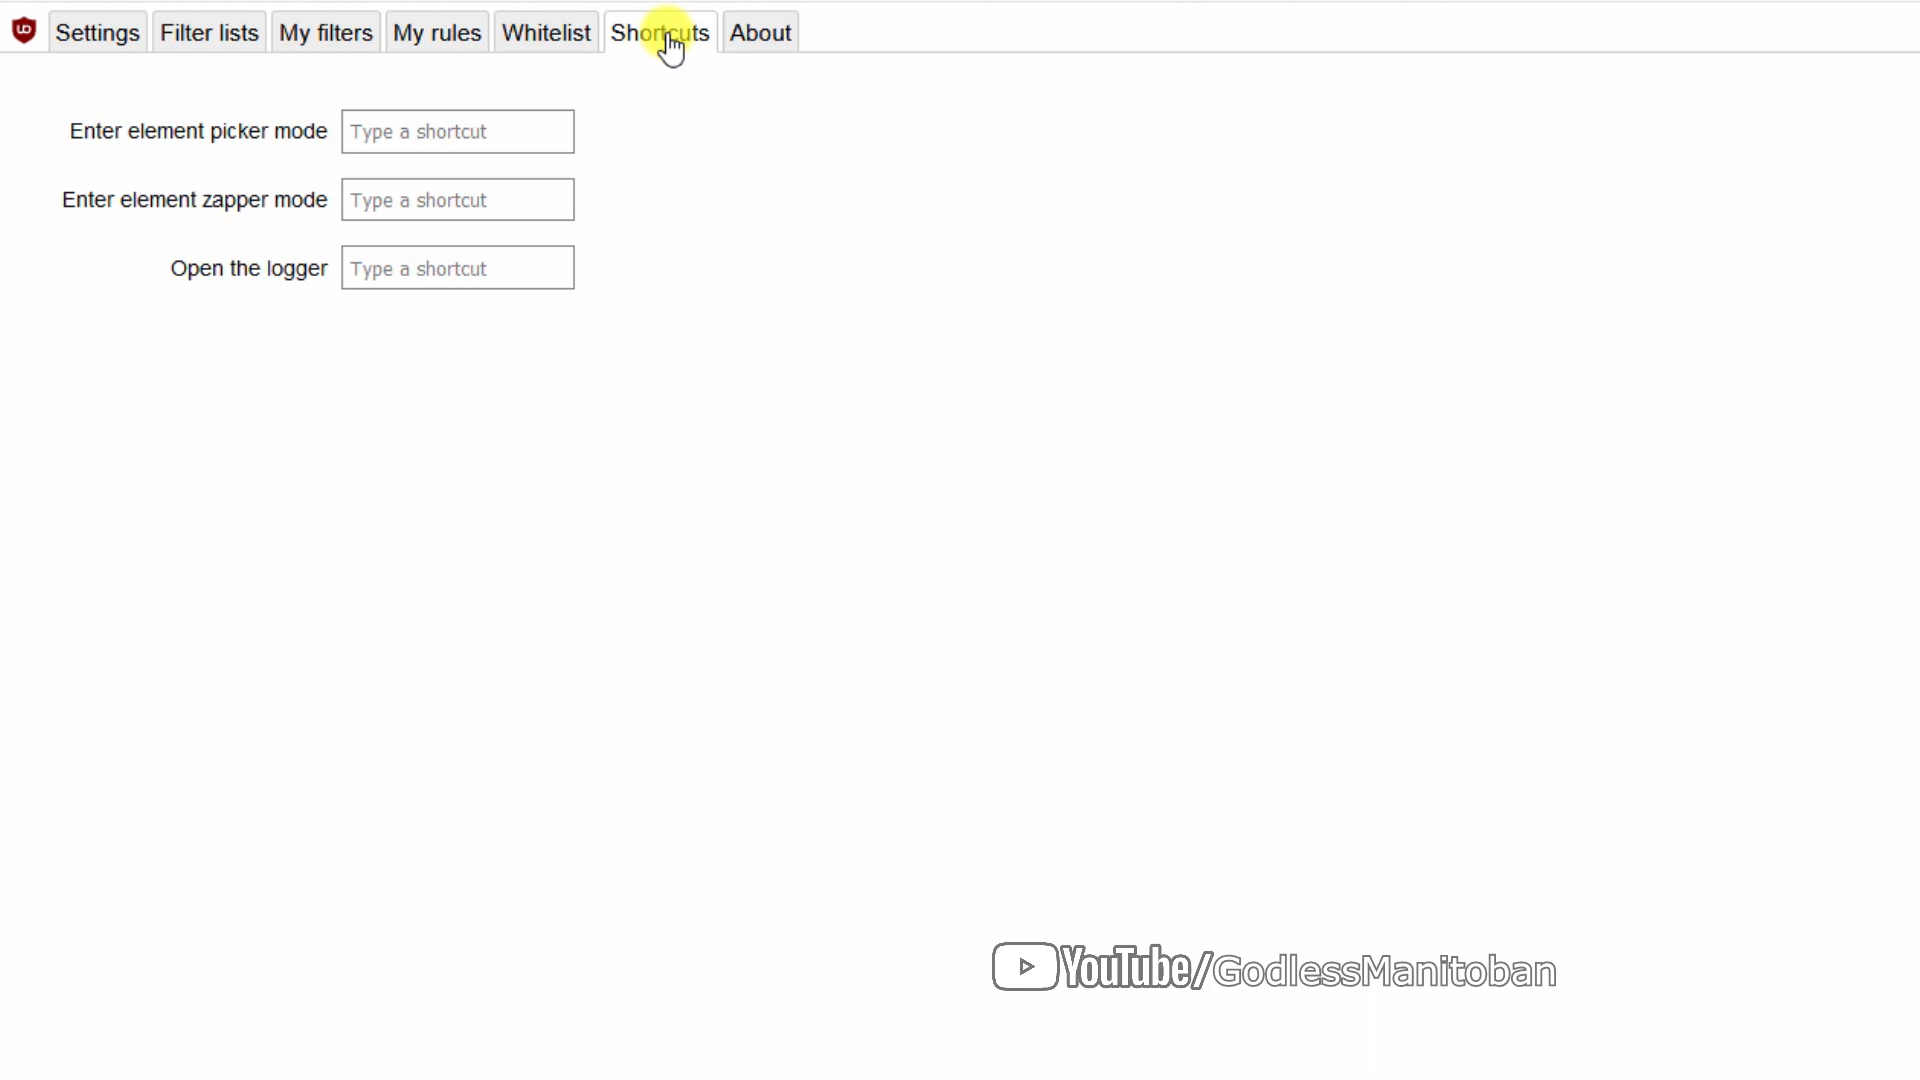 Settings Filter lists My filters My rules Whitelist Shortcuts About
Enter element picker mode Type a shortcut
Enter element zapper mode Type a shortcut
Open the logger Type a shortcut
YouTube/GodlessManitoban